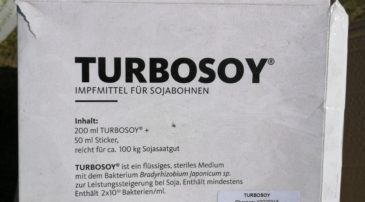 TURBOSOY®
IMPFMITTEL FÜR SOJABOHNEN
Inhalt:
200 ml TURBOSOY® +
50 ml Sticker,
reicht für ca. 100 kg Sojasaatgut
TURBOSOY® ist ein flüssiges, steriles Medium
mit dem Bakterium Bradyrhizobium Japonicum sp.
zur Leistungssteigerung bei Soja. Enthält mindestens
2x10¹⁰ Bakterien/ml.
TURBOSOY